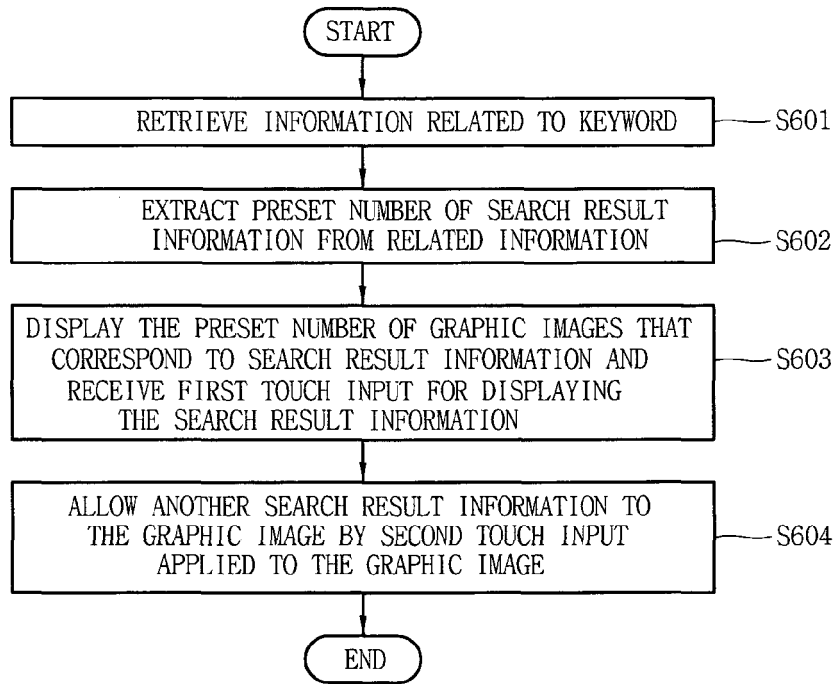 START
RETRIEVE INFORMATION RELATED TO KEYWORD
S601
EXTRACT PRESET NUMBER OF SEARCH RESULT
INFORMATION FROM RELATED INFORMATION
S602
DISPLAY THE PRESET NUMBER OF GRAPHIC IMAGES THAT
CORRESPOND TO SEARCH RESULT INFORMATION AND
RECEIVE FIRST TOUCH INPUT FOR DISPLAYING
THE SEARCH RESULT INFORMATION
S603
ALLOW ANOTHER SEARCH RESULT INFORMATION TO
THE GRAPHIC IMAGE BY SECOND TOUCH INPUT
APPLIED TO THE GRAPHIC IMAGE
S604
END